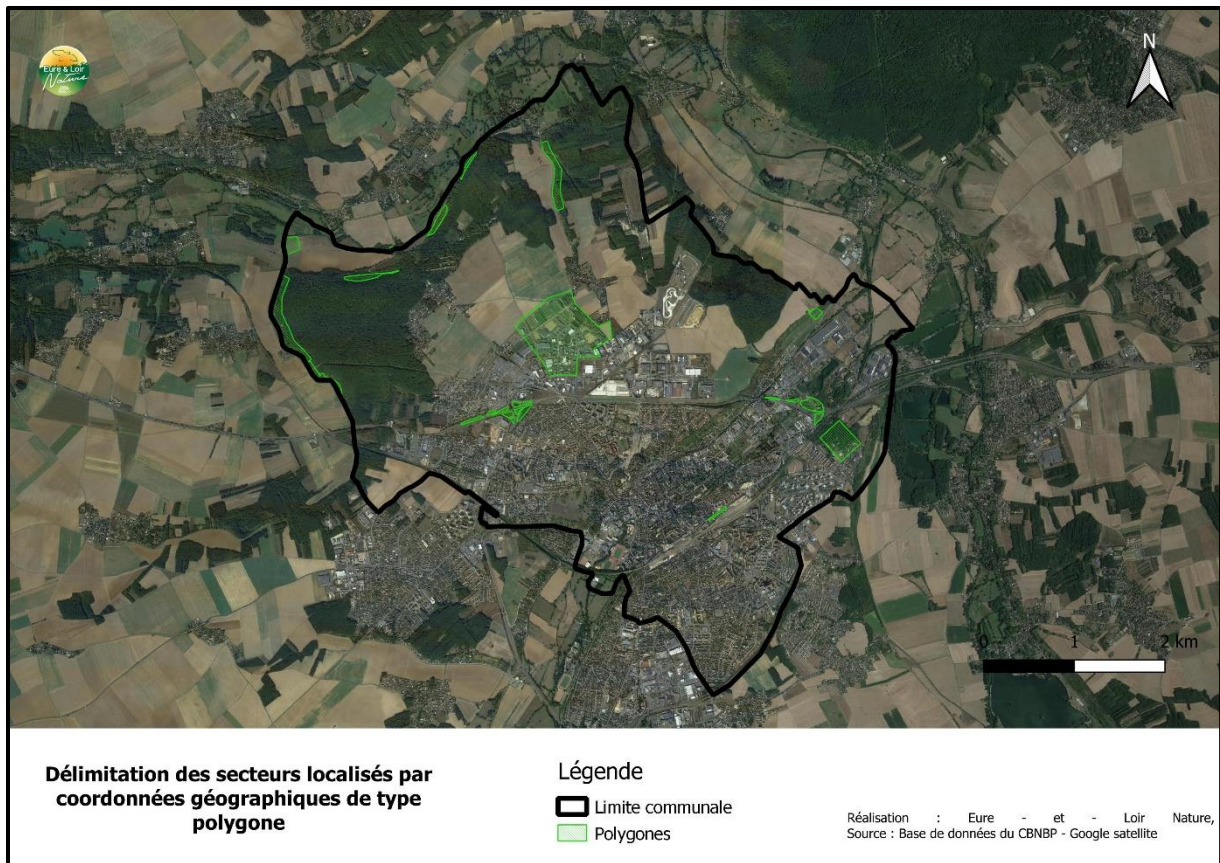 Eure & Loir
Nature
N
0 1 2 km
Délimitation des secteurs localisés par
coordonnées géographiques de type
polygone
Légende
Limite communale
Polygones
Réalisation : Eure - et - Loir Nature,
Source : Base de données du CBNBP - Google satellite